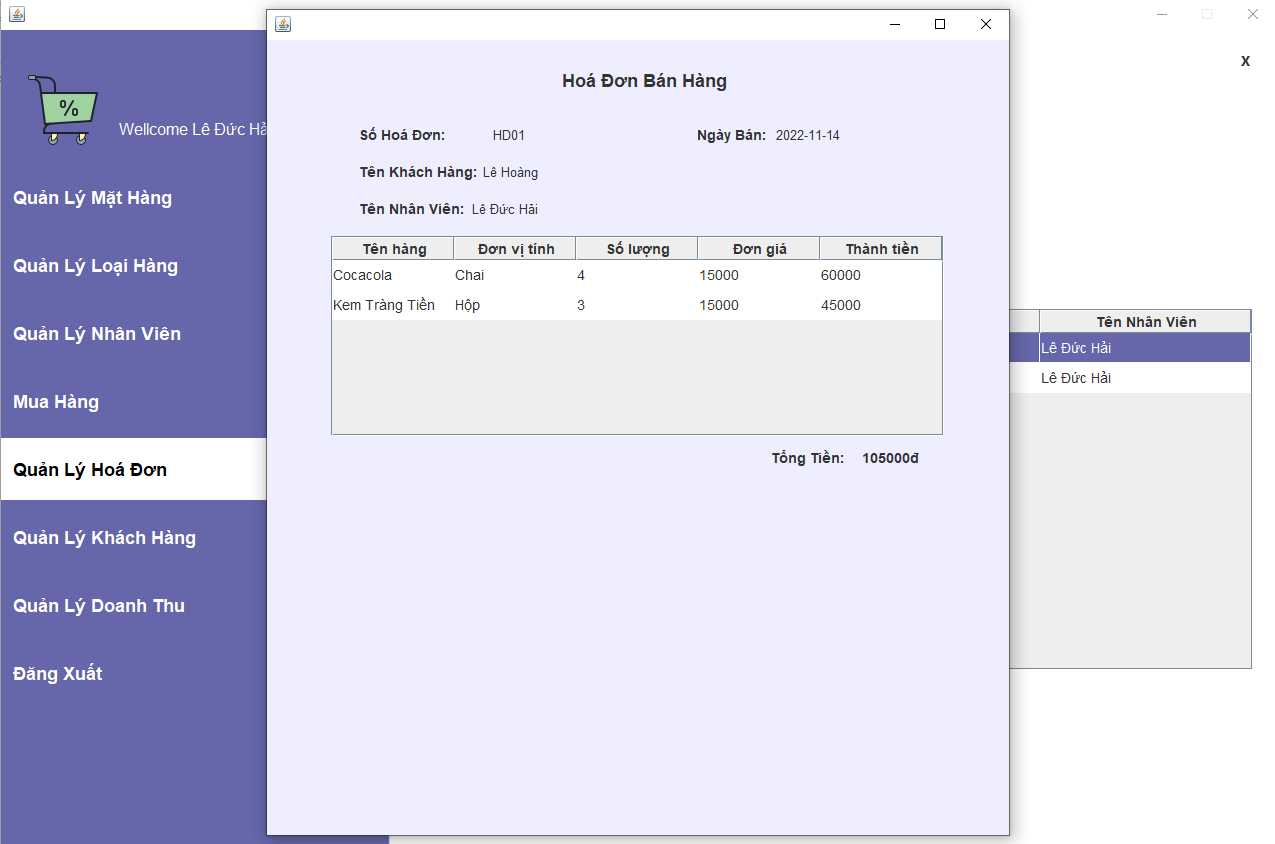 X
Wellcome Lê Đức Hả
Quản Lý Mặt Hàng
Quản Lý Loại Hàng
Quản Lý Nhân Viên
Mua Hàng
Quản Lý Hoá Đơn
Quản Lý Khách Hàng
Quản Lý Doanh Thu
Đăng Xuất
Hoá Đơn Bán Hàng
Số Hoá Đơn: HD01 Ngày Bán: 2022-11-14
Tên Khách Hàng: Lê Hoàng
Tên Nhân Viên: Lê Đức Hải
Tên hàng Đơn vị tính Số lượng Đơn giá Thành tiền
Cocacola Chai 4 15000 60000
Kem Tràng Tiền Hộp 3 15000 45000
Tổng Tiền: 105000đ
Tên Nhân Viên
Lê Đức Hải
Lê Đức Hải